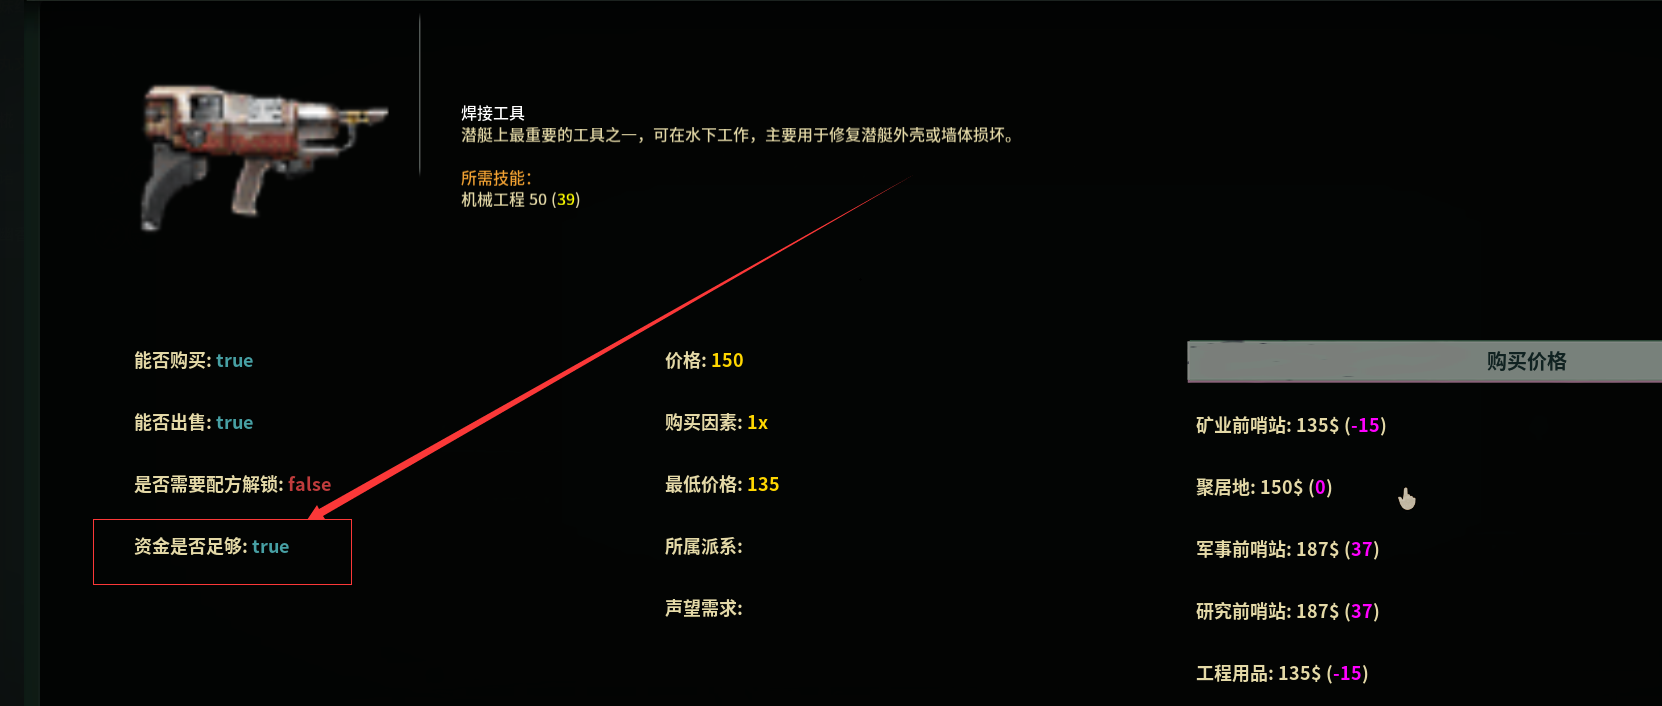 焊接工具
潜艇上最重要的工具之一，可在水下工作，主要用于修复潜艇外壳或墙体损坏。
所需技能：
机械工程 50 (39)
能否购买: true
能否出售: true
是否需要配方解锁: false
资金是否足够: true
价格: 150
购买因素: 1x
最低价格: 135
所属派系:
声望需求:
购买价格
矿业前哨站: 135$ (-15)
聚居地: 150$ (0)
军事前哨站: 187$ (37)
研究前哨站: 187$ (37)
工程用品: 135$ (-15)